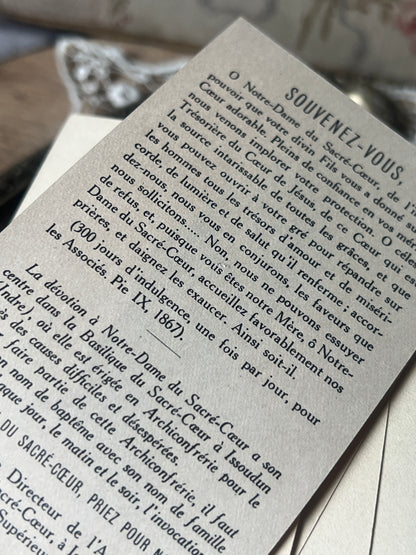 SOUVENEZ-VOUS,
O Notre-Dame du Sacré-Cœur, de l'i
pouvoir que votre divin Fils vous a donné s
Cœur adorable. Pleins de confiance en vos
nous venons implorer votre protection. O céle
Trésorière du Cœur de Jésus, de ce Cœur qui
la source intarissable de toutes les grâces, et que
vous pouvez ouvrir à votre gré pour répandre su
les hommes tous les trésors d'amour et de miséri-
corde, de lumière et de salut qu'il renferme, accor-
dez-nous, nous vous en conjurons, les faveurs que
nous sollicitons.... Non, nous ne pouvons essuyer
de refus, et, puisque vous êtes notre Mère, ô Notre-
Dame du Sacré-Cœur, accueillez favorablement nos
prières, et daignez les exaucer. Ainsi soit-il.
(300 jours d'indulgence, une fois par jour, pour
les Associés. Pie IX, 1867).
La dévotion à Notre-Dame du Sacré-Cœur a son
centre dans la Basilique du Sacré-Cœur à Issoudun
Indre), où elle est érigée en Archiconfrérie pour le
ès des causes difficiles et désespérées.
faire partie de cette Archiconfrérie, il faut
on nom de baptême avec son nom de famille
aque jour, le matin et le soir, l'invocation
DU SACRÉ-CŒUR, PRIEZ POUR N
Directeur de l'A
Sacré-Cœur, à Is
Supérieur